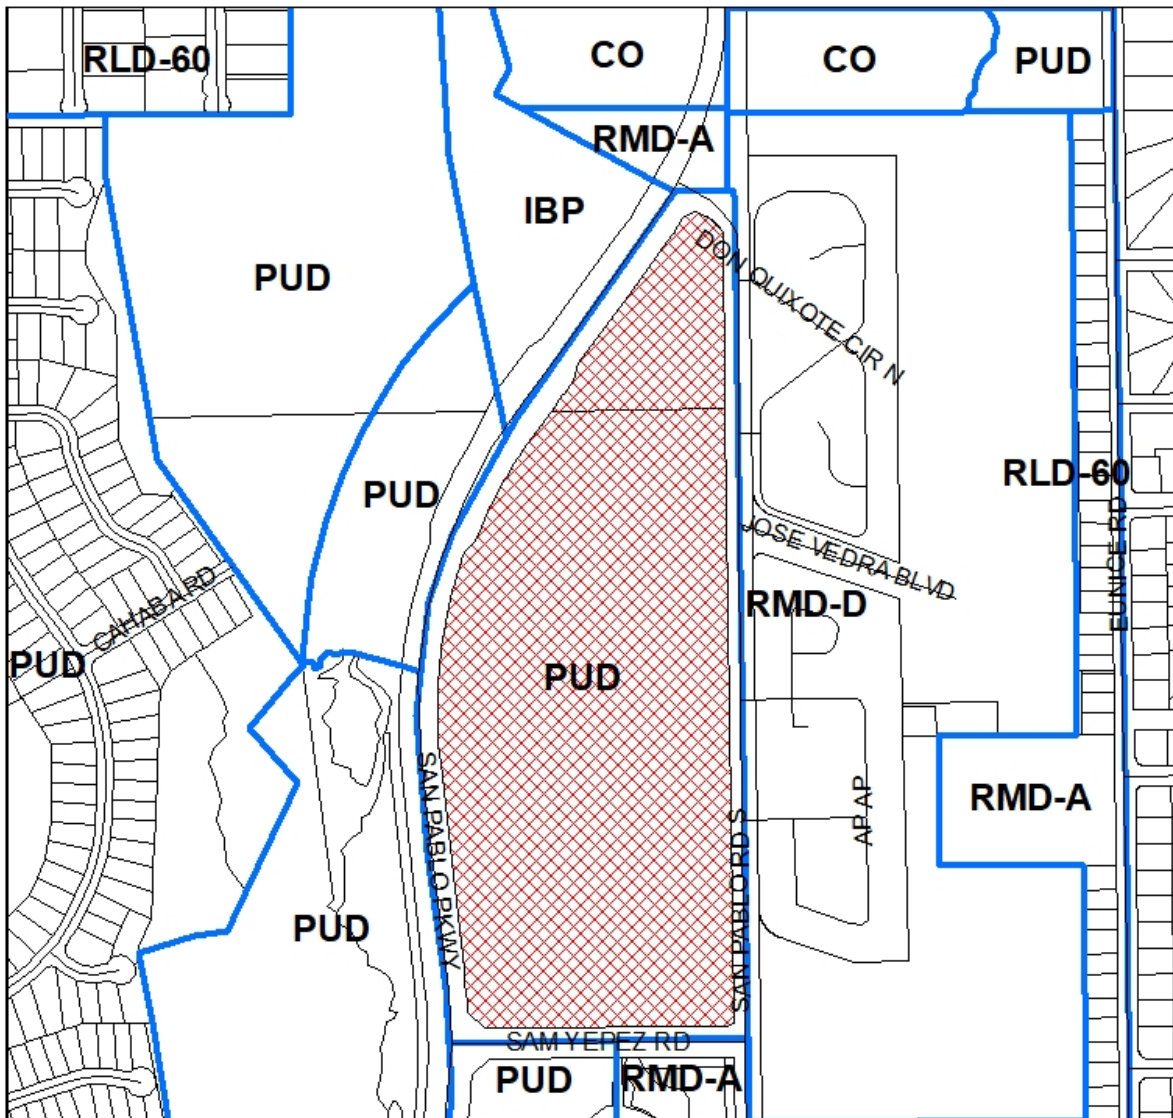 RLD-60
CO
CO
PUD
RMD-A
IBP
PUD
DON QUIXOTE CIR N
PUD
RLD-60
EUNICE RD
JOSE VEDRA BLVD
CAHABA RD
RMD-D
PUD
PUD
SAN PABLO PKWY
SAN PABLO RD S
AP AP
RMD-A
PUD
SAM YEPEZ RD
PUD
RMD-A